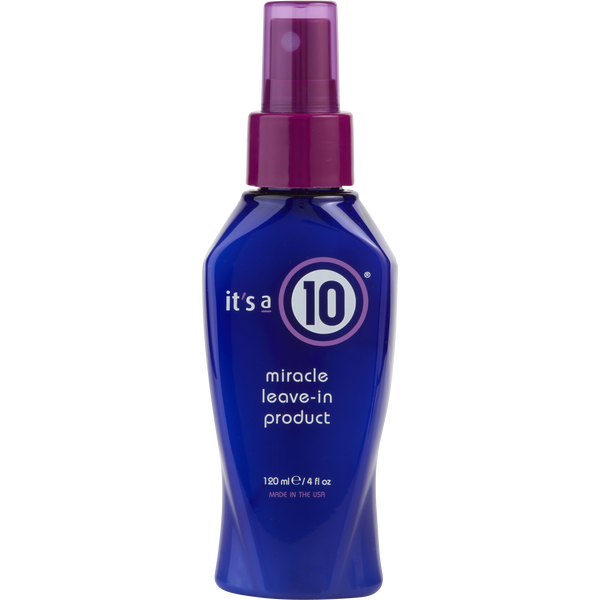 it's a 10®
miracle
leave-in
product
120 ml℮/4 fl oz
MADE IN THE USA